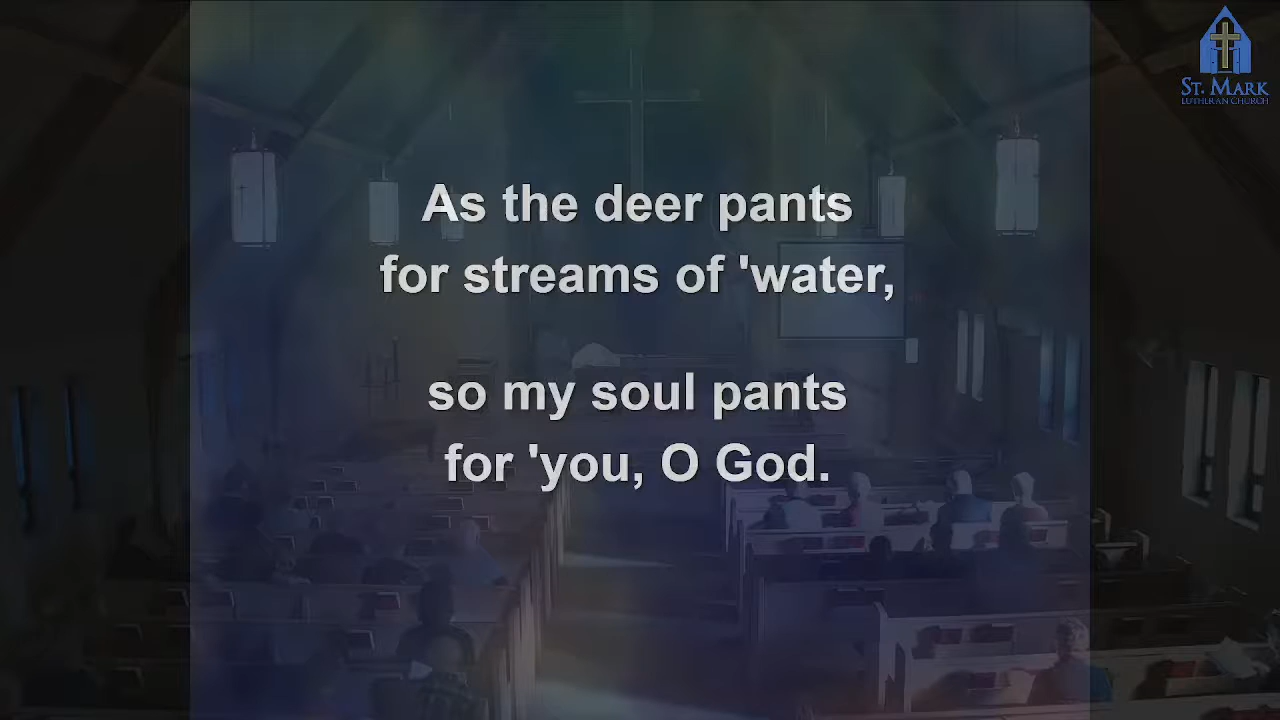 ST. MARK
LUTHERAN CHURCH
As the deer pants
for streams of 'water,
so my soul pants
for 'you, O God.